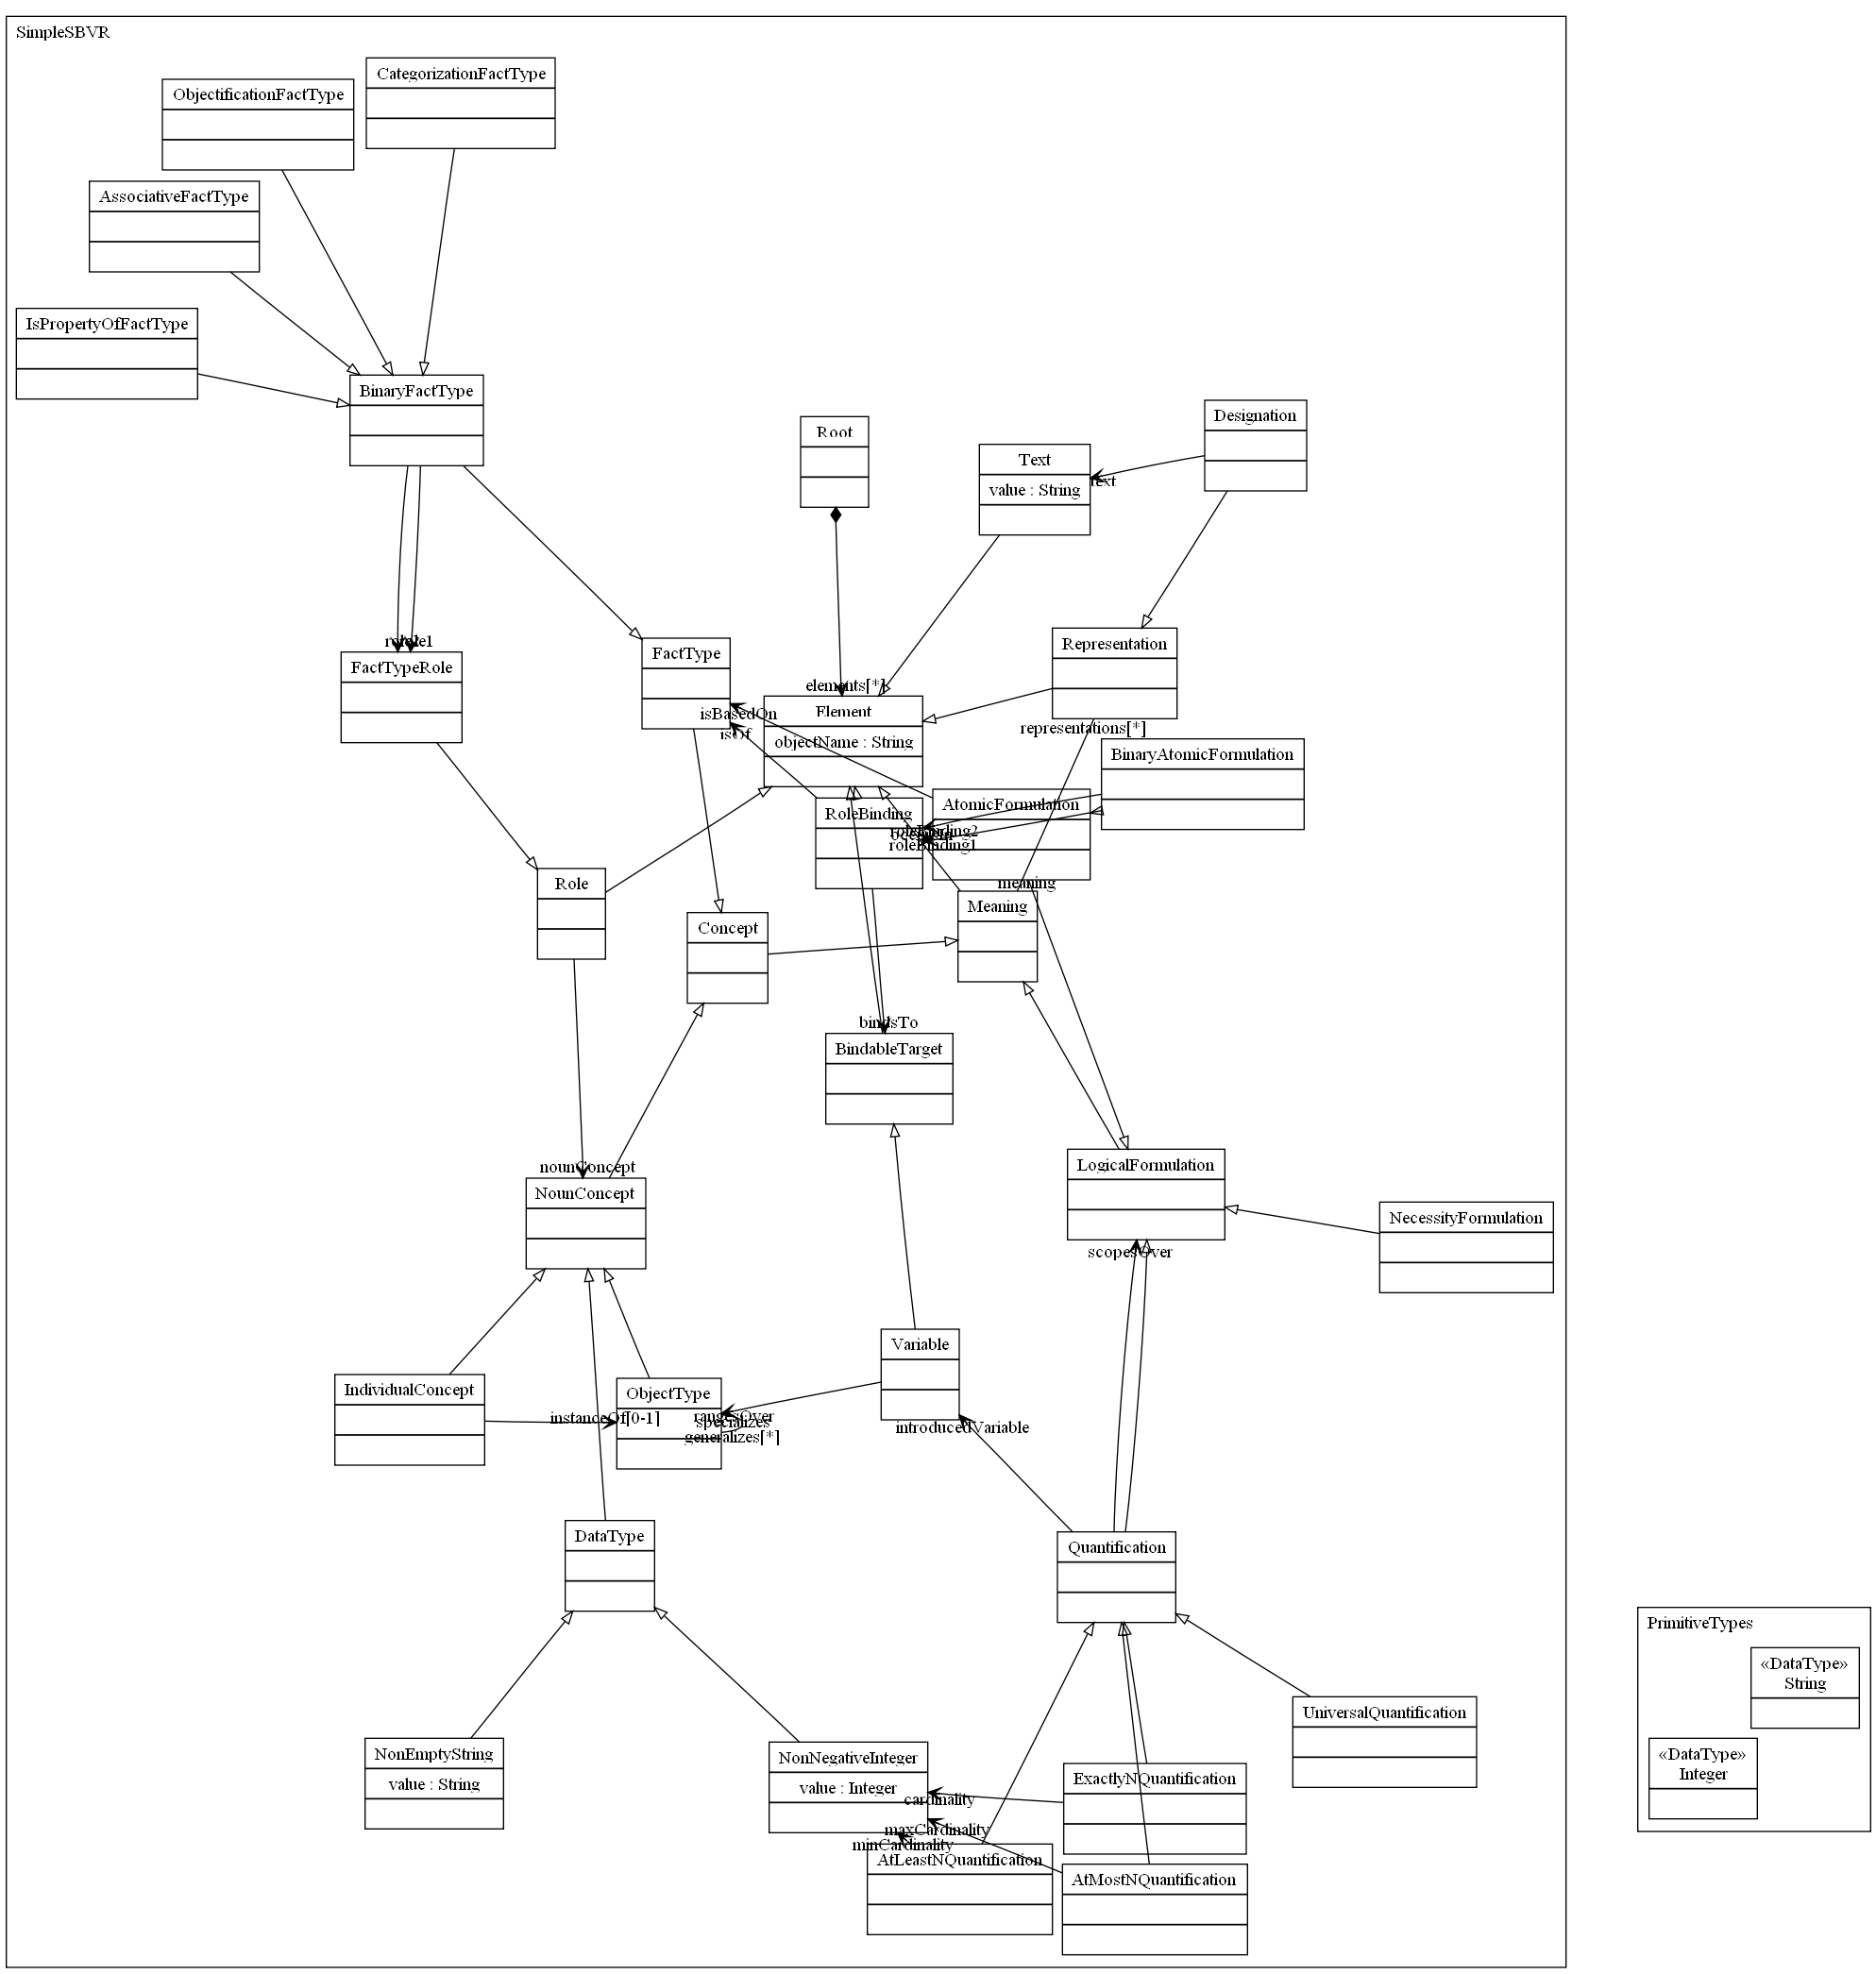 SimpleSBVR
CategorizationFactType
ObjectificationFactType
AssociativeFactType
IsPropertyOfFactType
BinaryFactType
Designation
Root
Text
value : String
text
role1
FactTypeRole
FactType
Representation
elements[*]
Element
objectName : String
isBasedOn
isOf
representations[*]
BinaryAtomicFormulation
AtomicFormulation
RoleBinding
roleBinding2
roleBinding1
meaning
Role
Meaning
Concept
bindsTo
BindableTarget
nounConcept
NounConcept
LogicalFormulation
NecessityFormulation
scopesOver
Variable
IndividualConcept
ObjectType
instanceOf[0-1]
rangesOver
specializes
generalizes[*]
introducedVariable
DataType
Quantification
PrimitiveTypes
«DataType»
String
«DataType»
Integer
UniversalQuantification
NonEmptyString
value : String
NonNegativeInteger
value : Integer
ExactlyNQuantification
cardinality
maxCardinality
minCardinality
AtLeastNQuantification
AtMostNQuantification